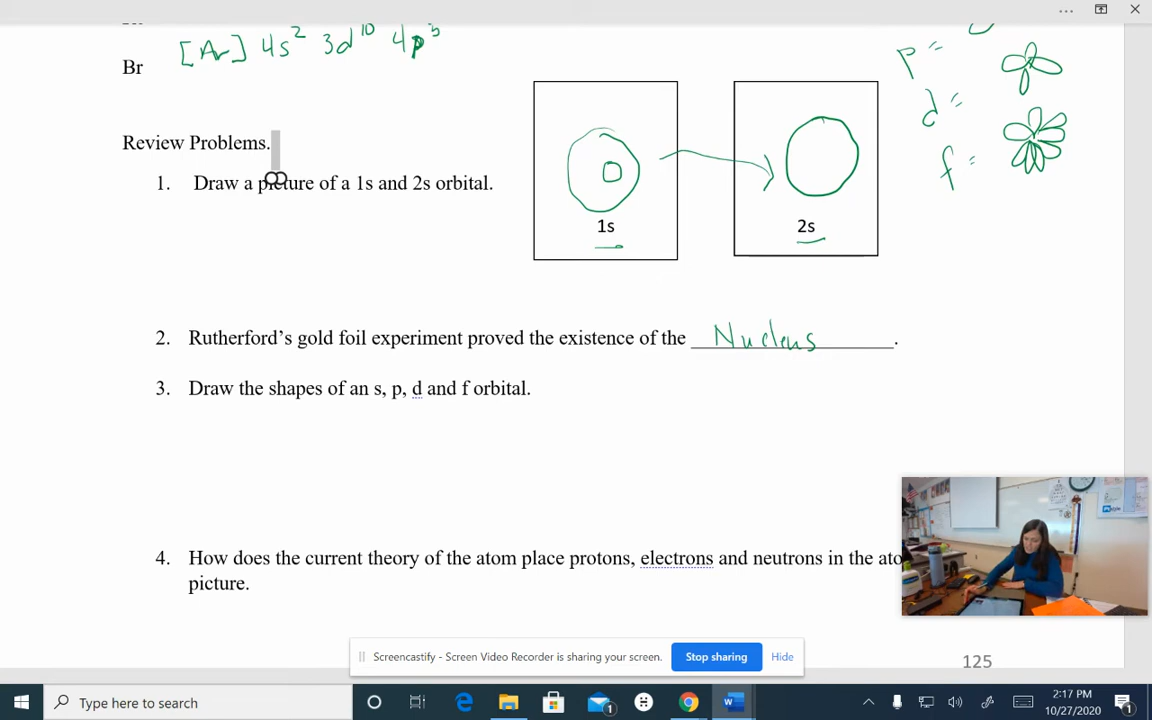 [Ar] 4s² 3d¹⁰ 4p⁵
Br
p =
d =
f =
Review Problems.
1. Draw a picture of a 1s and 2s orbital.
1s
2s
2. Rutherford’s gold foil experiment proved the existence of the Nucleus.
3. Draw the shapes of an s, p, d and f orbital.
4. How does the current theory of the atom place protons, electrons and neutrons in the ato
picture.
Screencastify - Screen Video Recorder is sharing your screen.
Stop sharing
Hide
125
Type here to search
1
2:17 PM
10/27/2020
1